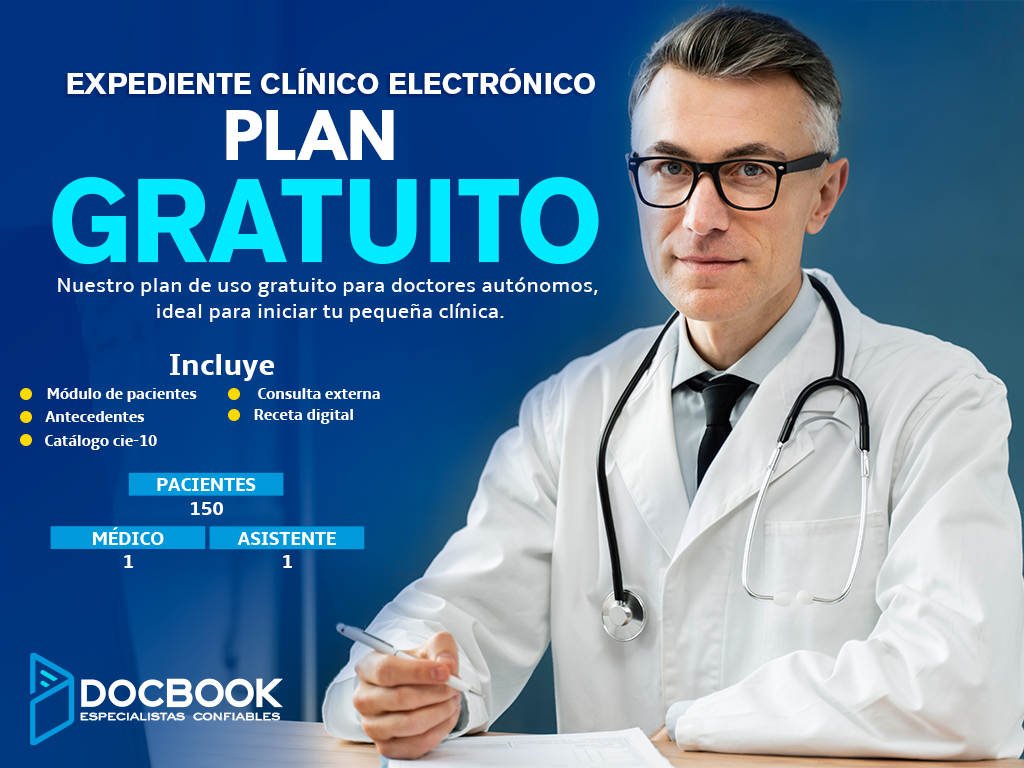 EXPEDIENTE CLÍNICO ELECTRÓNICO
PLAN
GRATUITO
Nuestro plan de uso gratuito para doctores autónomos,
ideal para iniciar tu pequeña clínica.
Incluye
Módulo de pacientes
Antecedentes
Catálogo cie-10
Consulta externa
Receta digital
PACIENTES
150
MÉDICO
1
ASISTENTE
1
DOCBOOK
ESPECIALISTAS CONFIABLES